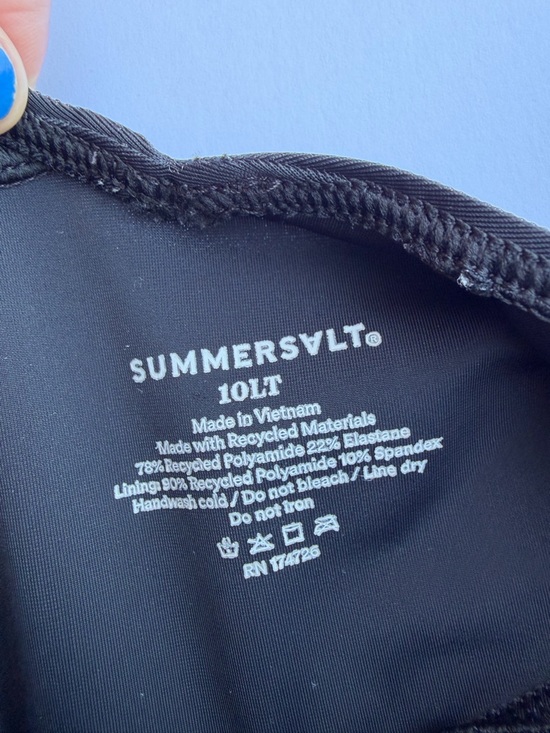 SUMMERSVLT®
10LT
Made in Vietnam
Made with Recycled Materials
78% Recycled Polyamide 22% Elastane
Lining: 90% Recycled Polyamide 10% Spandex
Handwash cold / Do not bleach / Line dry
Do not iron
RN 174726